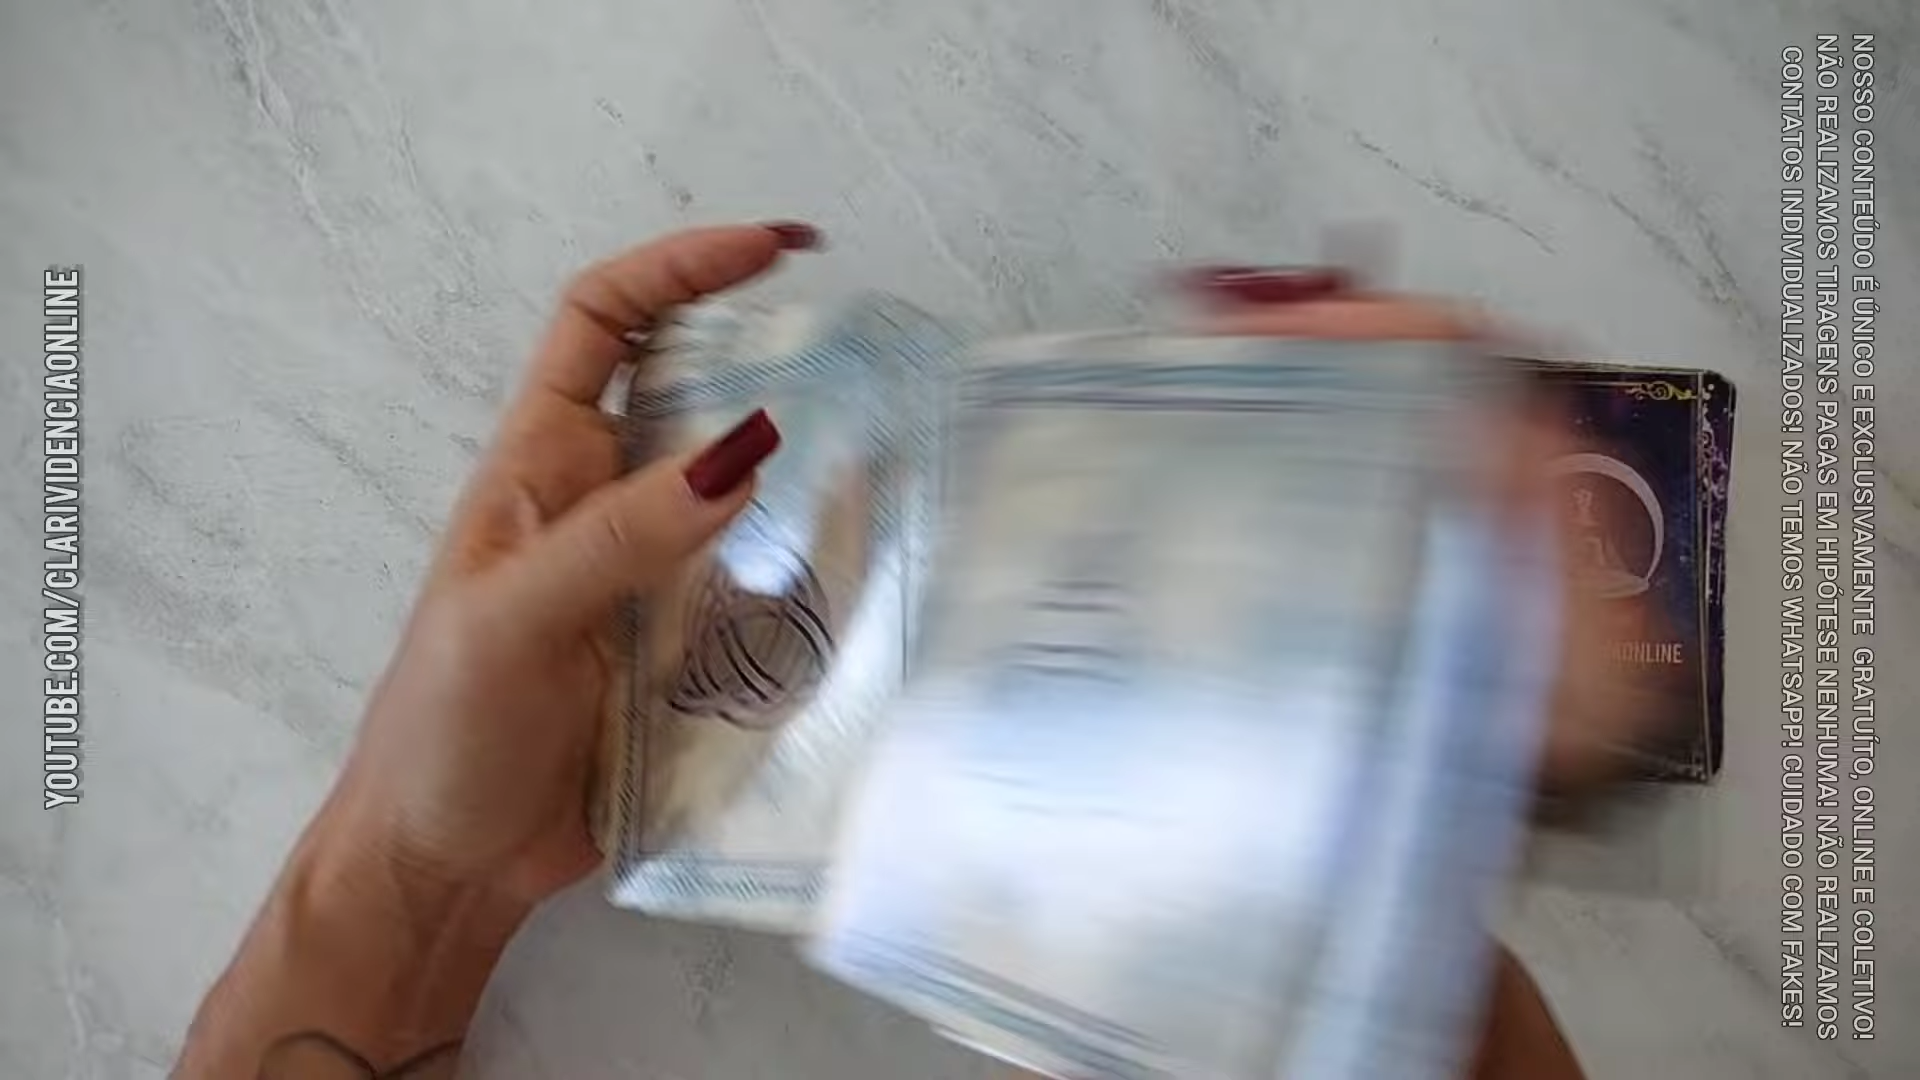 YOUTUBE.COM/CLARIVIDENCIAONLINE
NOSSO CONTEÚDO É ÚNICO E EXCLUSIVAMENTE GRATUÍTO, ONLINE E COLETIVO!
NÃO REALIZAMOS TIRAGENS PAGAS EM HIPÓTESE NENHUMA! NÃO REALIZAMOS
CONTATOS INDIVIDUALIZADOS! NÃO TEMOS WHATSAPP! CUIDADO COM FAKES!
ONLINE